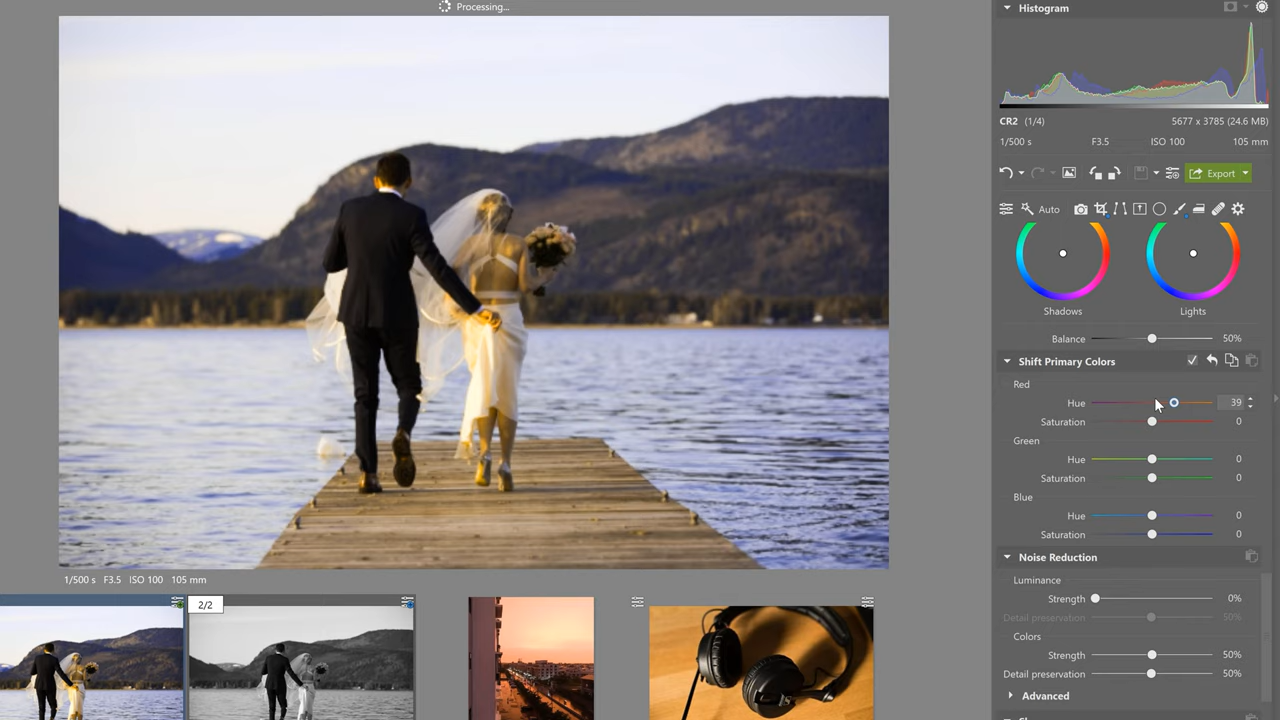 Processing...
Histogram
CR2 (1/4) 5677 x 3785 (24.6 MB)
1/500 s F3.5 ISO 100 105 mm
Export
Auto
Shadows Lights
Balance 50%
Shift Primary Colors
Red
Hue 39
Saturation 0
Green
Hue 0
Saturation 0
Blue
Hue 0
Saturation 0
Noise Reduction
Luminance
Strength 0%
Detail preservation 50%
Colors
Strength 50%
Detail preservation 50%
Advanced
1/500 s F3.5 ISO 100 105 mm
2/2